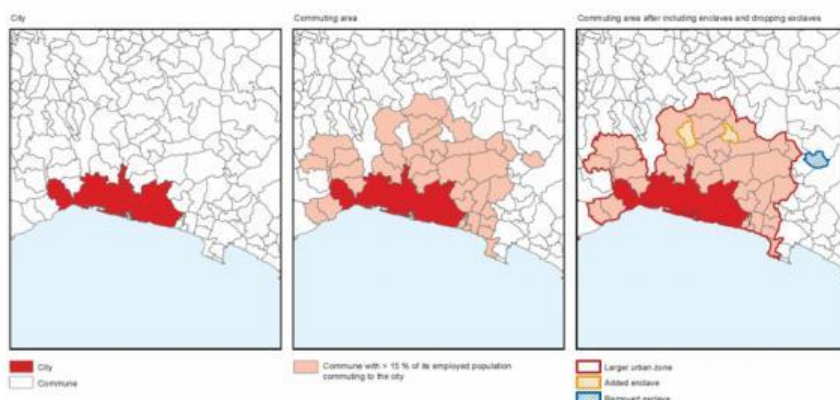 City
Commuting area
Commuting area after including enclaves and dropping exclaves
City
Commune
Commune with > 15 % of its employed population
commuting to the city
Larger urban zone
Added enclave
Removed exclave